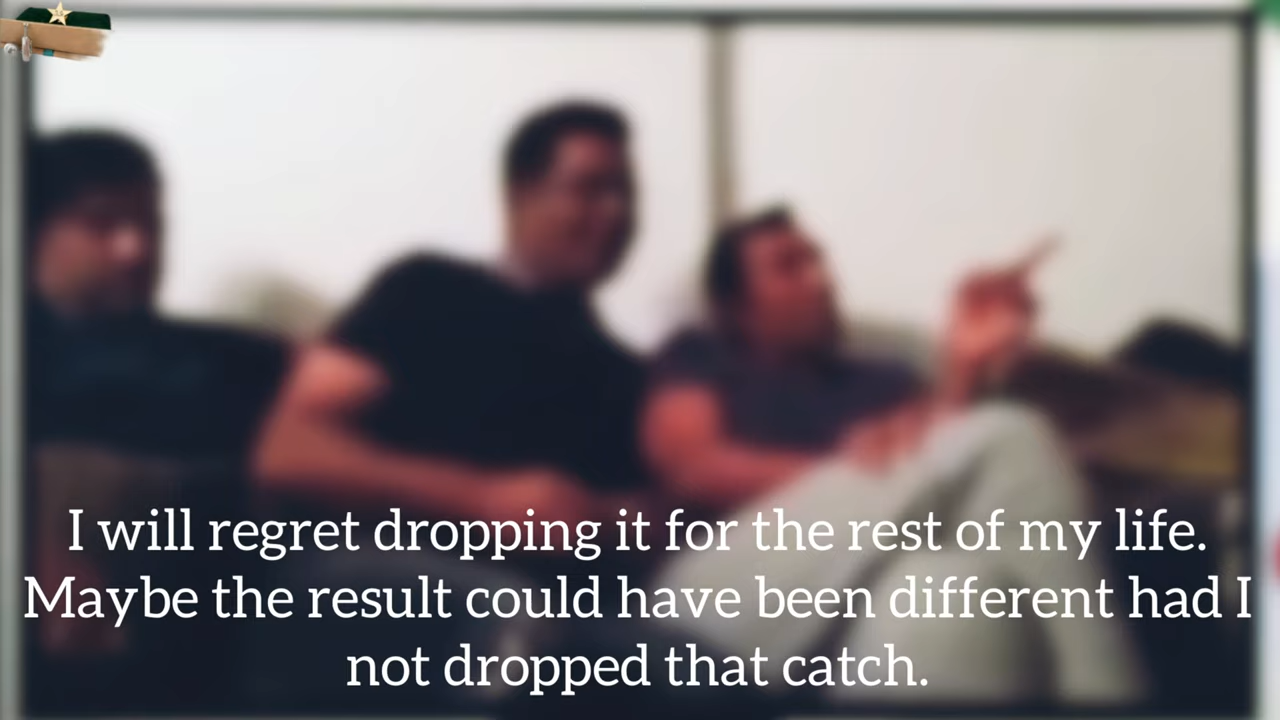 I will regret dropping it for the rest of my life.
Maybe the result could have been different had I
not dropped that catch.